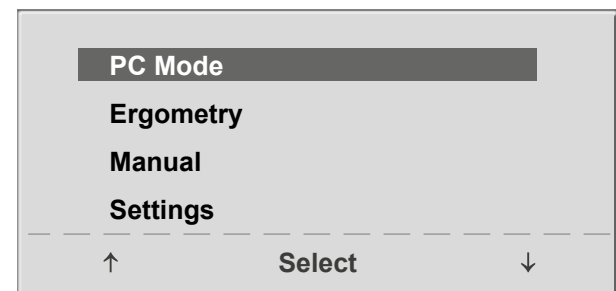 PC Mode
Ergometry
Manual
Settings
↑ Select ↓